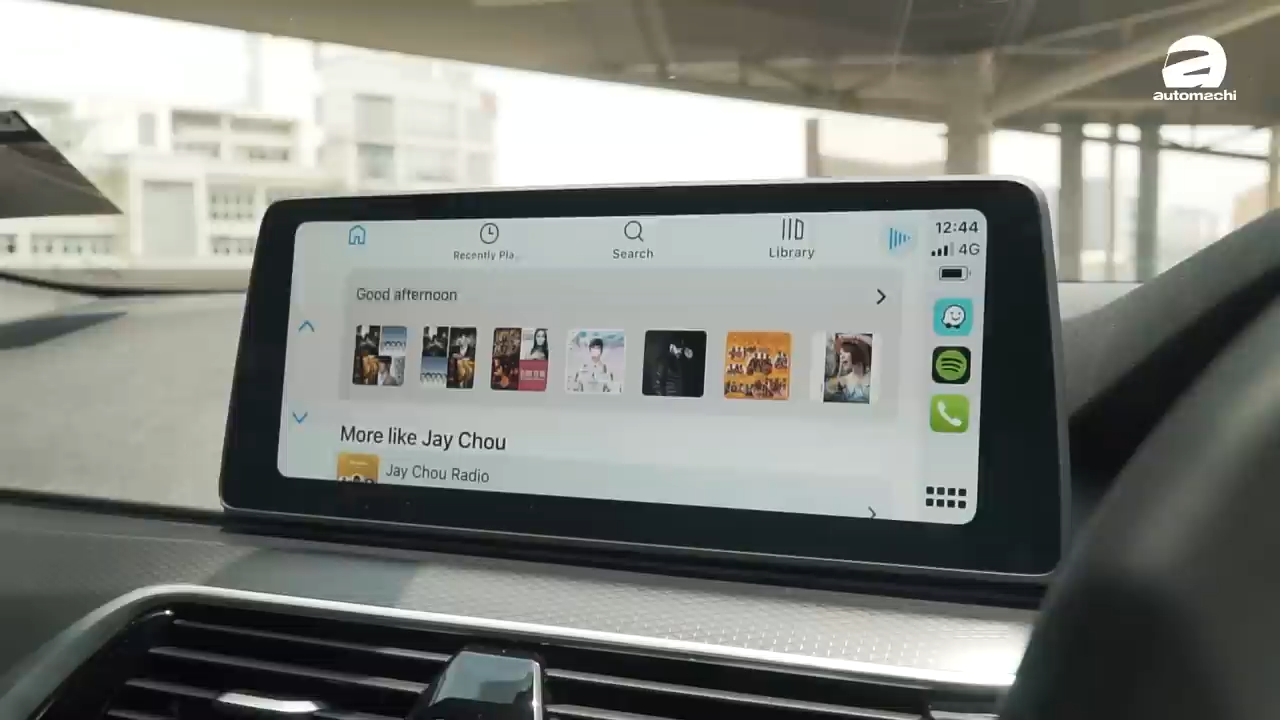 automachi
12:44
4G
Recently Pla...
Search
Library
Good afternoon
More like Jay Chou
Jay Chou Radio